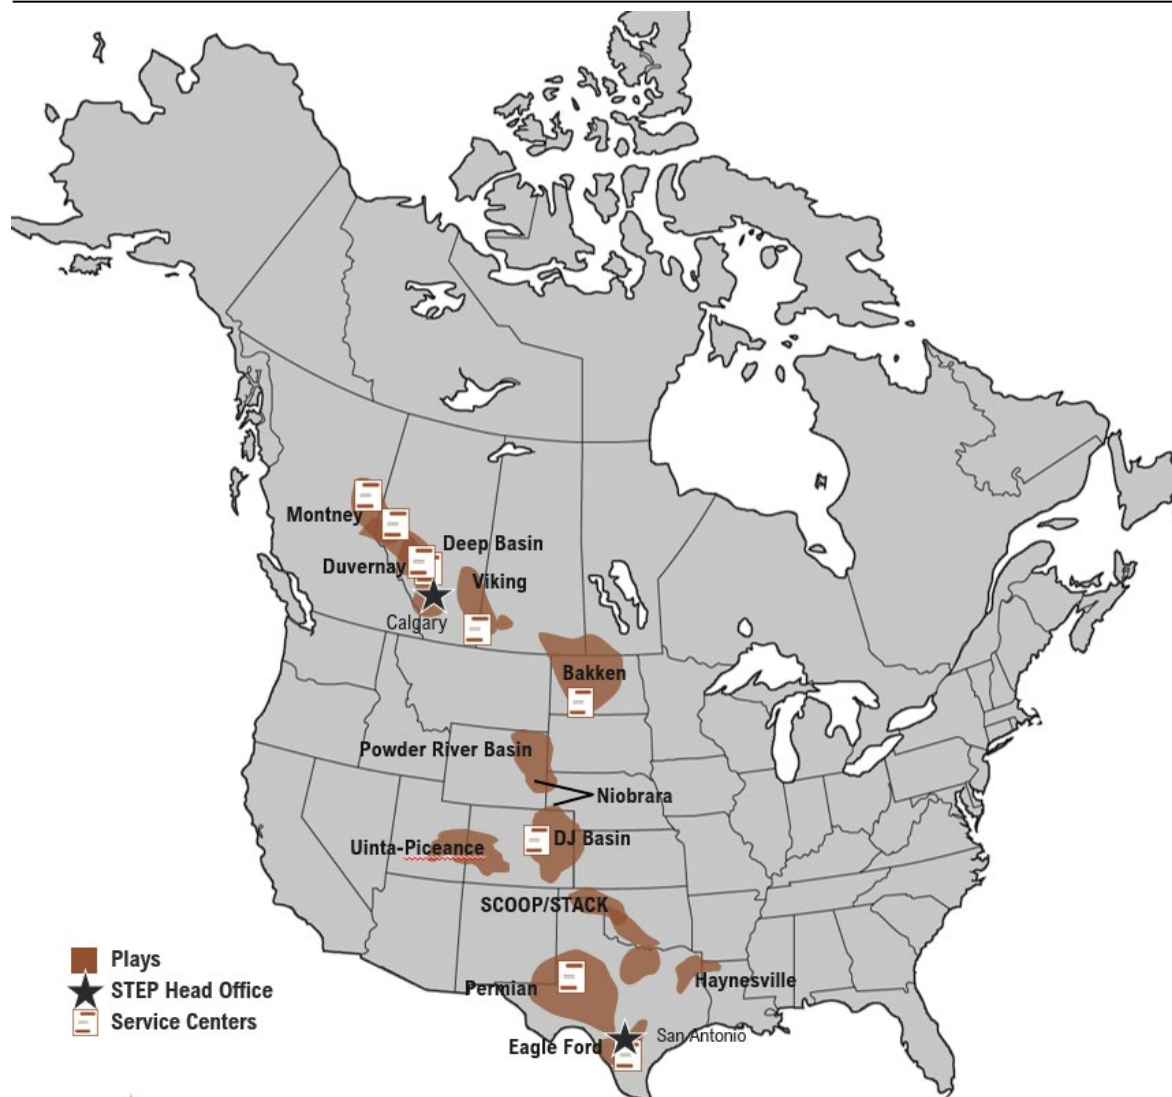 Montney
Deep Basin
Duvernay
Viking
Calgary
Bakken
Powder River Basin
Niobrara
DJ Basin
Uinta-Piceance
SCOOP/STACK
Plays
STEP Head Office
Service Centers
Permian
Haynesville
San Antonio
Eagle Ford